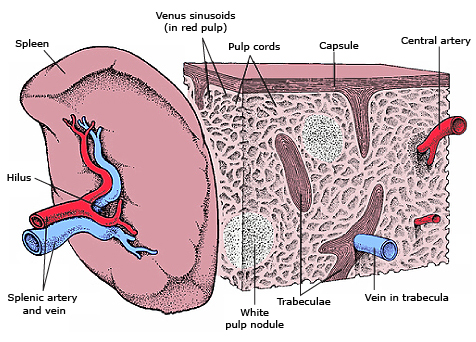 Venus sinusoids
(in red pulp)
Spleen
Pulp cords
Capsule
Central artery
Hilus
Splenic artery
and vein
White
pulp nodule
Trabeculae
Vein in trabecula